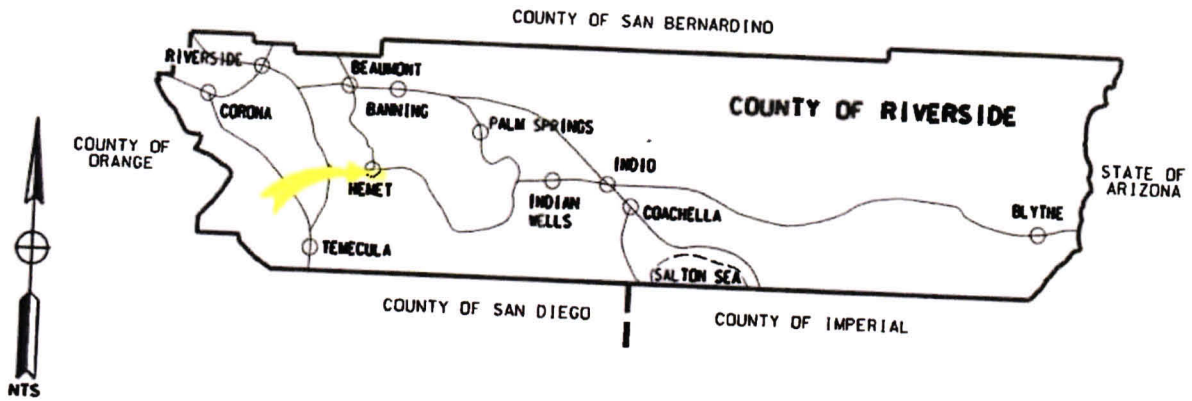 COUNTY OF SAN BERNARDINO
RIVERSIDE
BEAUMONT
CORONA
BANNING
COUNTY OF RIVERSIDE
PALM SPRINGS
COUNTY OF
ORANGE
INDIO
STATE OF
ARIZONA
HEMET
INDIAN
WELLS
COACHELLA
BLYTHE
TEMECULA
SALTON SEA
COUNTY OF SAN DIEGO
COUNTY OF IMPERIAL
NTS